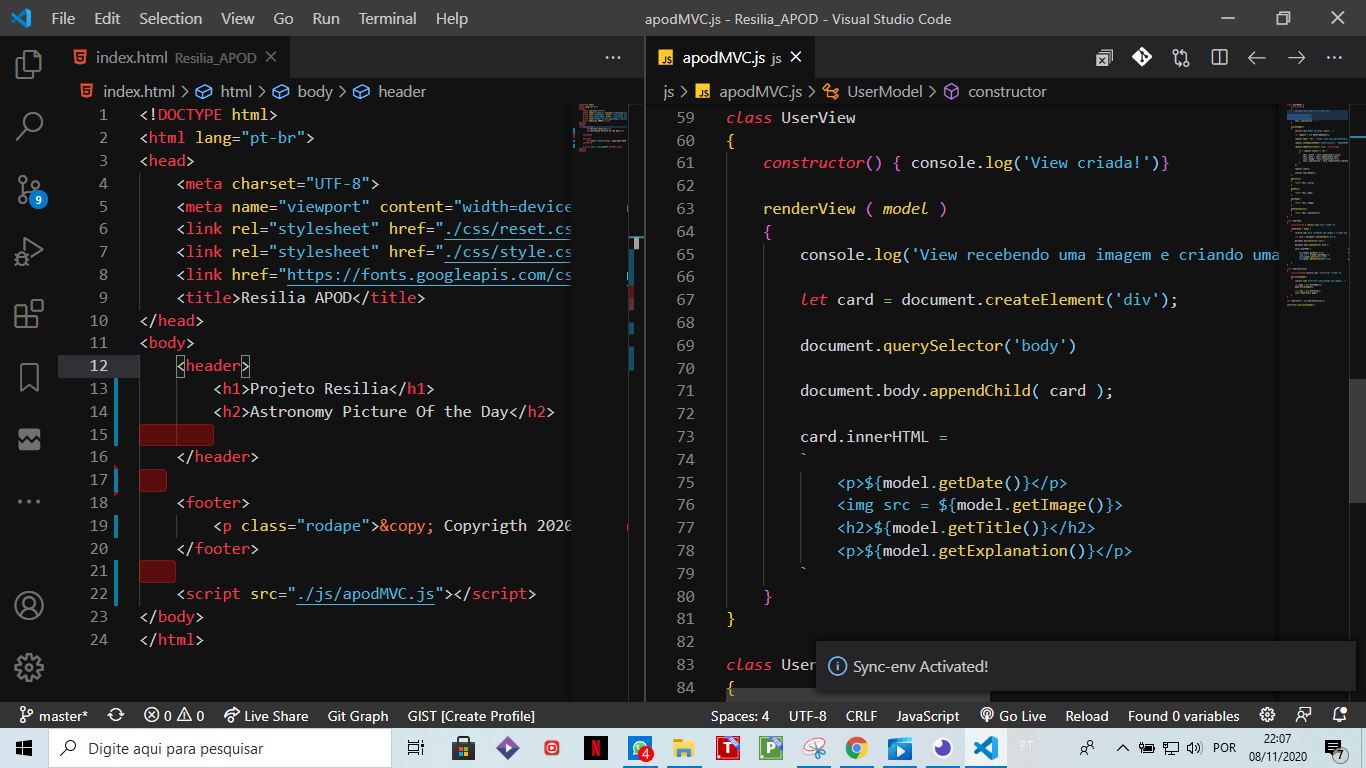 File Edit Selection View Go Run Terminal Help
apodMVC.js - Resilia_APOD - Visual Studio Code
index.html Resilia_APOD
index.html > html > body > header
1 <!DOCTYPE html>
2 <html lang="pt-br">
3 <head>
4 <meta charset="UTF-8">
5 <meta name="viewport" content="width=device
6 <link rel="stylesheet" href="./css/reset.cs
7 <link rel="stylesheet" href="./css/style.cs
8 <link href="https://fonts.googleapis.com/cs
9 <title>Resilia APOD</title>
10 </head>
11 <body>
12 <header>
13 <h1>Projeto Resilia</h1>
14 <h2>Astronomy Picture Of the Day</h2>
15
16 </header>
17
18 <footer>
19 <p class="rodape">&copy; Copyrigth 2020
20 </footer>
21
22 <script src="./js/apodMVC.js"></script>
23 </body>
24 </html>
JS apodMVC.js js
js > JS apodMVC.js > UserModel > constructor
59 class UserView
60 {
61 constructor() { console.log('View criada!')}
62
63 renderView ( model )
64 {
65 console.log('View recebendo uma imagem e criando uma
66
67 let card = document.createElement('div');
68
69 document.querySelector('body')
70
71 document.body.appendChild( card );
72
73 card.innerHTML =
74 `
75 <p>${model.getDate()}</p>
76 <img src = ${model.getImage()}>
77 <h2>${model.getTitle()}</h2>
78 <p>${model.getExplanation()}</p>
79 `
80 }
81 }
82
83 class User
84 {
Sync-env Activated!
9
master* 0 0 Live Share Git Graph GIST [Create Profile] Spaces: 4 UTF-8 CRLF JavaScript Go Live Reload Found 0 variables
Digite aqui para pesquisar
N 4 T P PT POR 22:07
08/11/2020 7